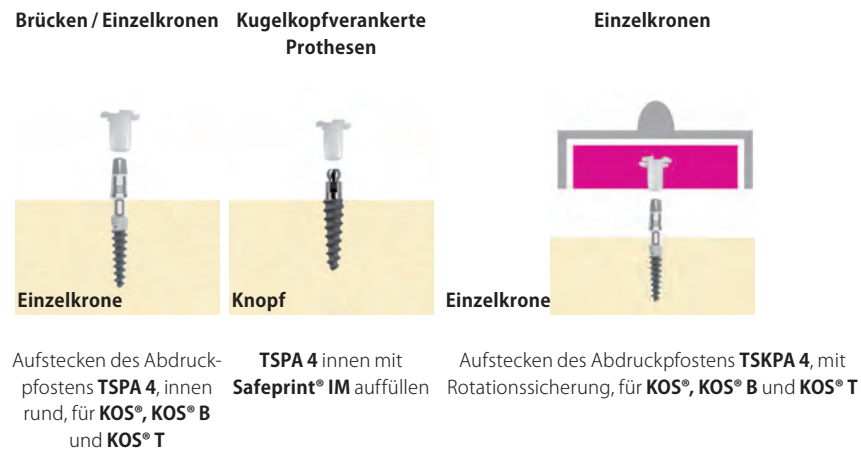 Brücken / Einzelkronen
Kugelkopfverankerte
Prothesen
Einzelkronen
Einzelkrone
Knopf
Einzelkrone
Aufstecken des Abdruck-
pfostens TSPA 4, innen
rund, für KOS®, KOS® B
und KOS® T
TSPA 4 innen mit
Safeprint® IM auffüllen
Aufstecken des Abdruckpfostens TSKPA 4, mit
Rotationssicherung, für KOS®, KOS® B und KOS® T